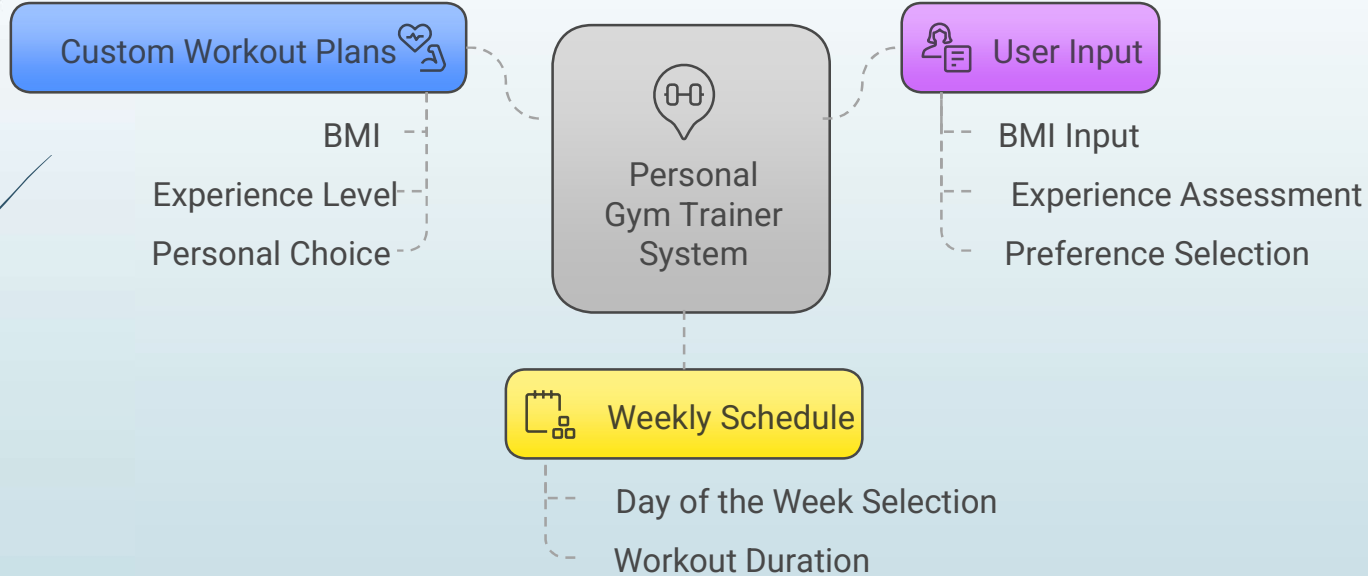 Custom Workout Plans
BMI
Experience Level
Personal Choice
Personal
Gym Trainer
System
User Input
BMI Input
Experience Assessment
Preference Selection
Weekly Schedule
Day of the Week Selection
Workout Duration